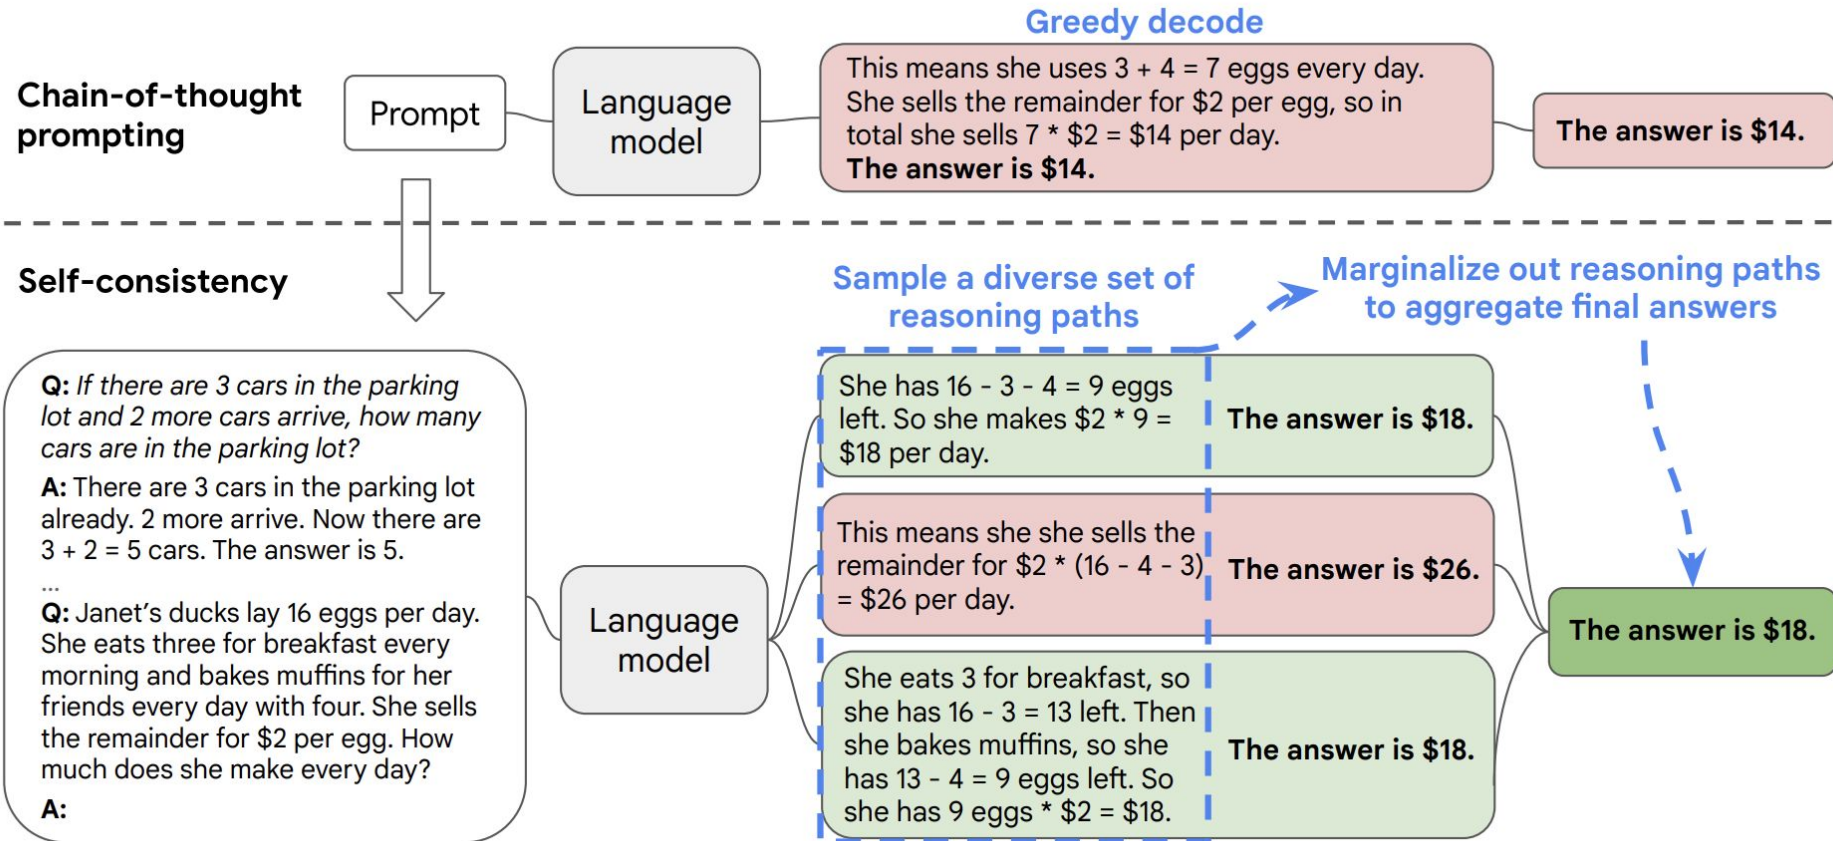 Greedy decode
Chain-of-thought
prompting
Prompt
Language
model
This means she uses 3 + 4 = 7 eggs every day.
She sells the remainder for $2 per egg, so in
total she sells 7 * $2 = $14 per day.
The answer is $14.
The answer is $14.
Self-consistency
Sample a diverse set of
reasoning paths
Marginalize out reasoning paths
to aggregate final answers
Q: If there are 3 cars in the parking
lot and 2 more cars arrive, how many
cars are in the parking lot?
A: There are 3 cars in the parking lot
already. 2 more arrive. Now there are
3 + 2 = 5 cars. The answer is 5.
...
Q: Janet’s ducks lay 16 eggs per day.
She eats three for breakfast every
morning and bakes muffins for her
friends every day with four. She sells
the remainder for $2 per egg. How
much does she make every day?
A:
Language
model
She has 16 - 3 - 4 = 9 eggs
left. So she makes $2 * 9 =
$18 per day.
The answer is $18.
This means she she sells the
remainder for $2 * (16 - 4 - 3)
= $26 per day.
The answer is $26.
She eats 3 for breakfast, so
she has 16 - 3 = 13 left. Then
she bakes muffins, so she
has 13 - 4 = 9 eggs left. So
she has 9 eggs * $2 = $18.
The answer is $18.
The answer is $18.